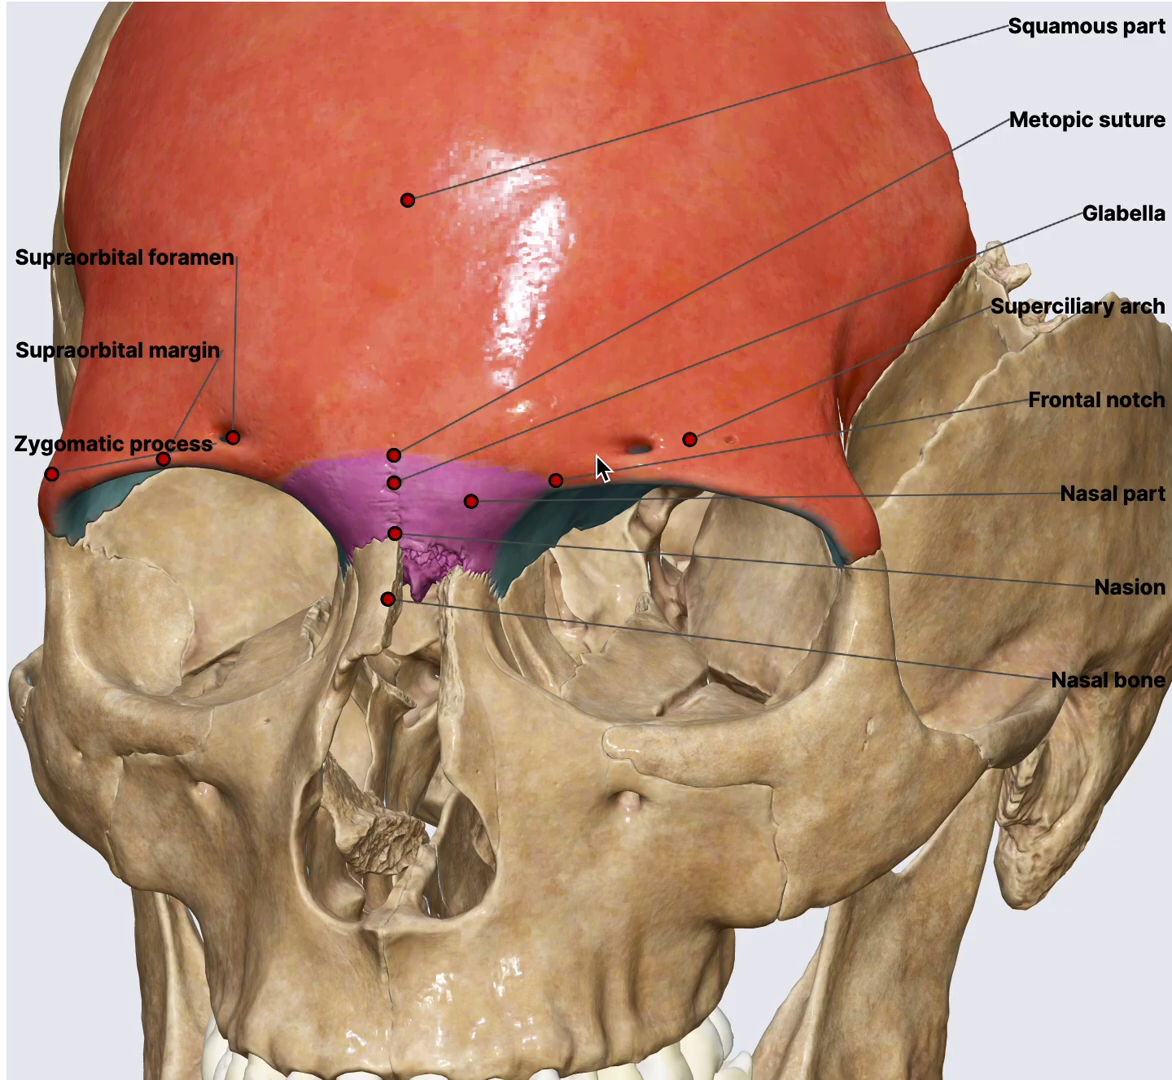 Squamous part
Metopic suture
Glabella
Supraorbital foramen
Superciliary arch
Supraorbital margin
Frontal notch
Zygomatic process
Nasal part
Nasion
Nasal bone